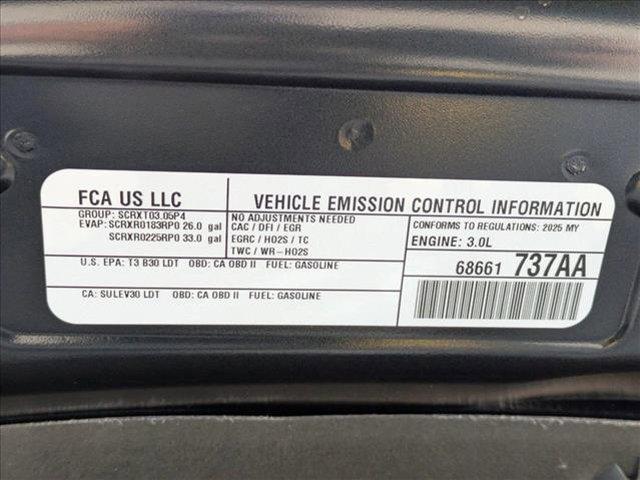 FCA US LLC
GROUP: SCRXT03.05P4
EVAP: SCRXR0183RP0 26.0 gal
SCRXR0225RP0 33.0 gal
VEHICLE EMISSION CONTROL INFORMATION
NO ADJUSTMENTS NEEDED
CAC / DFI / EGR
EGRC / HO2S / TC
TWC / WR-HO2S
CONFORMS TO REGULATIONS: 2025 MY
ENGINE: 3.0L
U.S. EPA: T3 B30 LDT OBD: CA OBD II FUEL: GASOLINE
68661 737AA
CA: SULEV30 LDT OBD: CA OBD II FUEL: GASOLINE